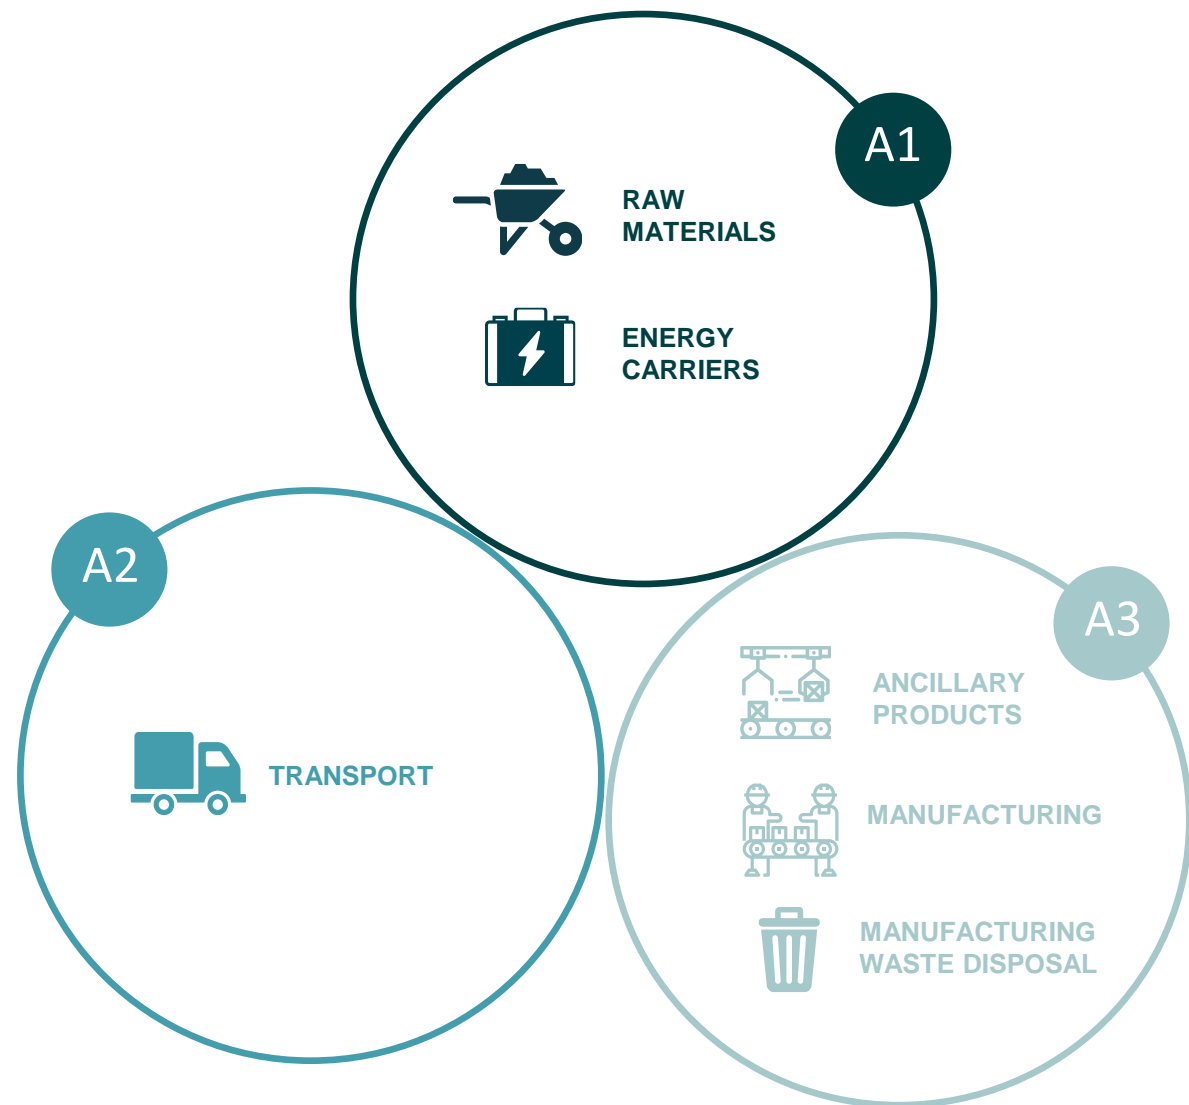 A1
RAW
MATERIALS
ENERGY
CARRIERS
A2
TRANSPORT
A3
ANCILLARY
PRODUCTS
MANUFACTURING
MANUFACTURING
WASTE DISPOSAL